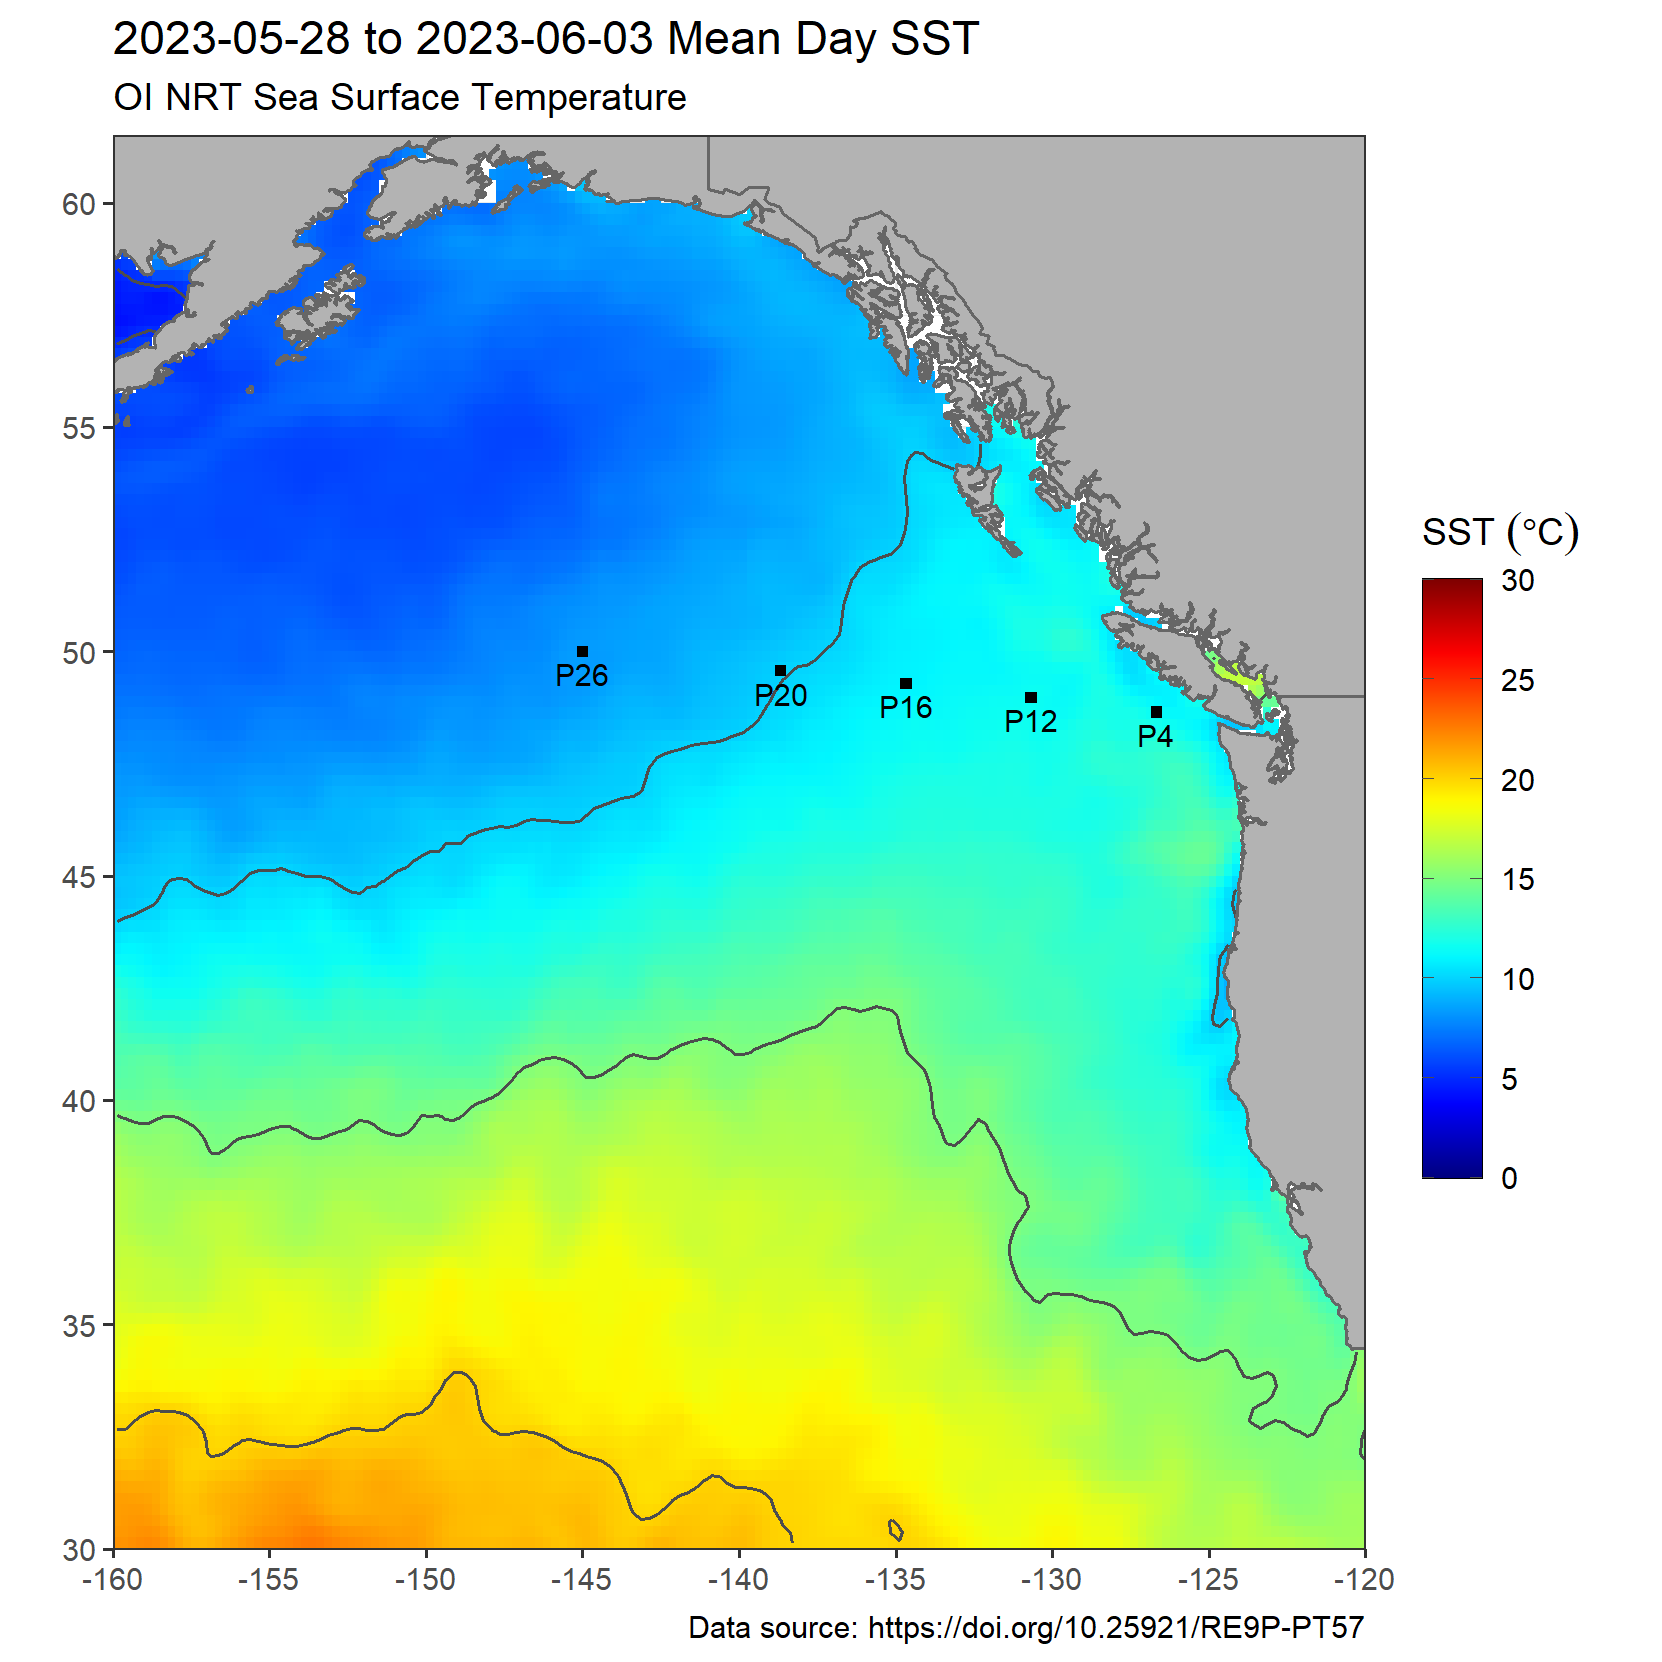 2023-05-28 to 2023-06-03 Mean Day SST
OI NRT Sea Surface Temperature
60
55
50
45
40
35
30
P26
P20
P16
P12
P4
-160
-155
-150
-145
-140
-135
-130
-125
-120
SST (°C)
30
25
20
15
10
5
0
Data source: https://doi.org/10.25921/RE9P-PT57